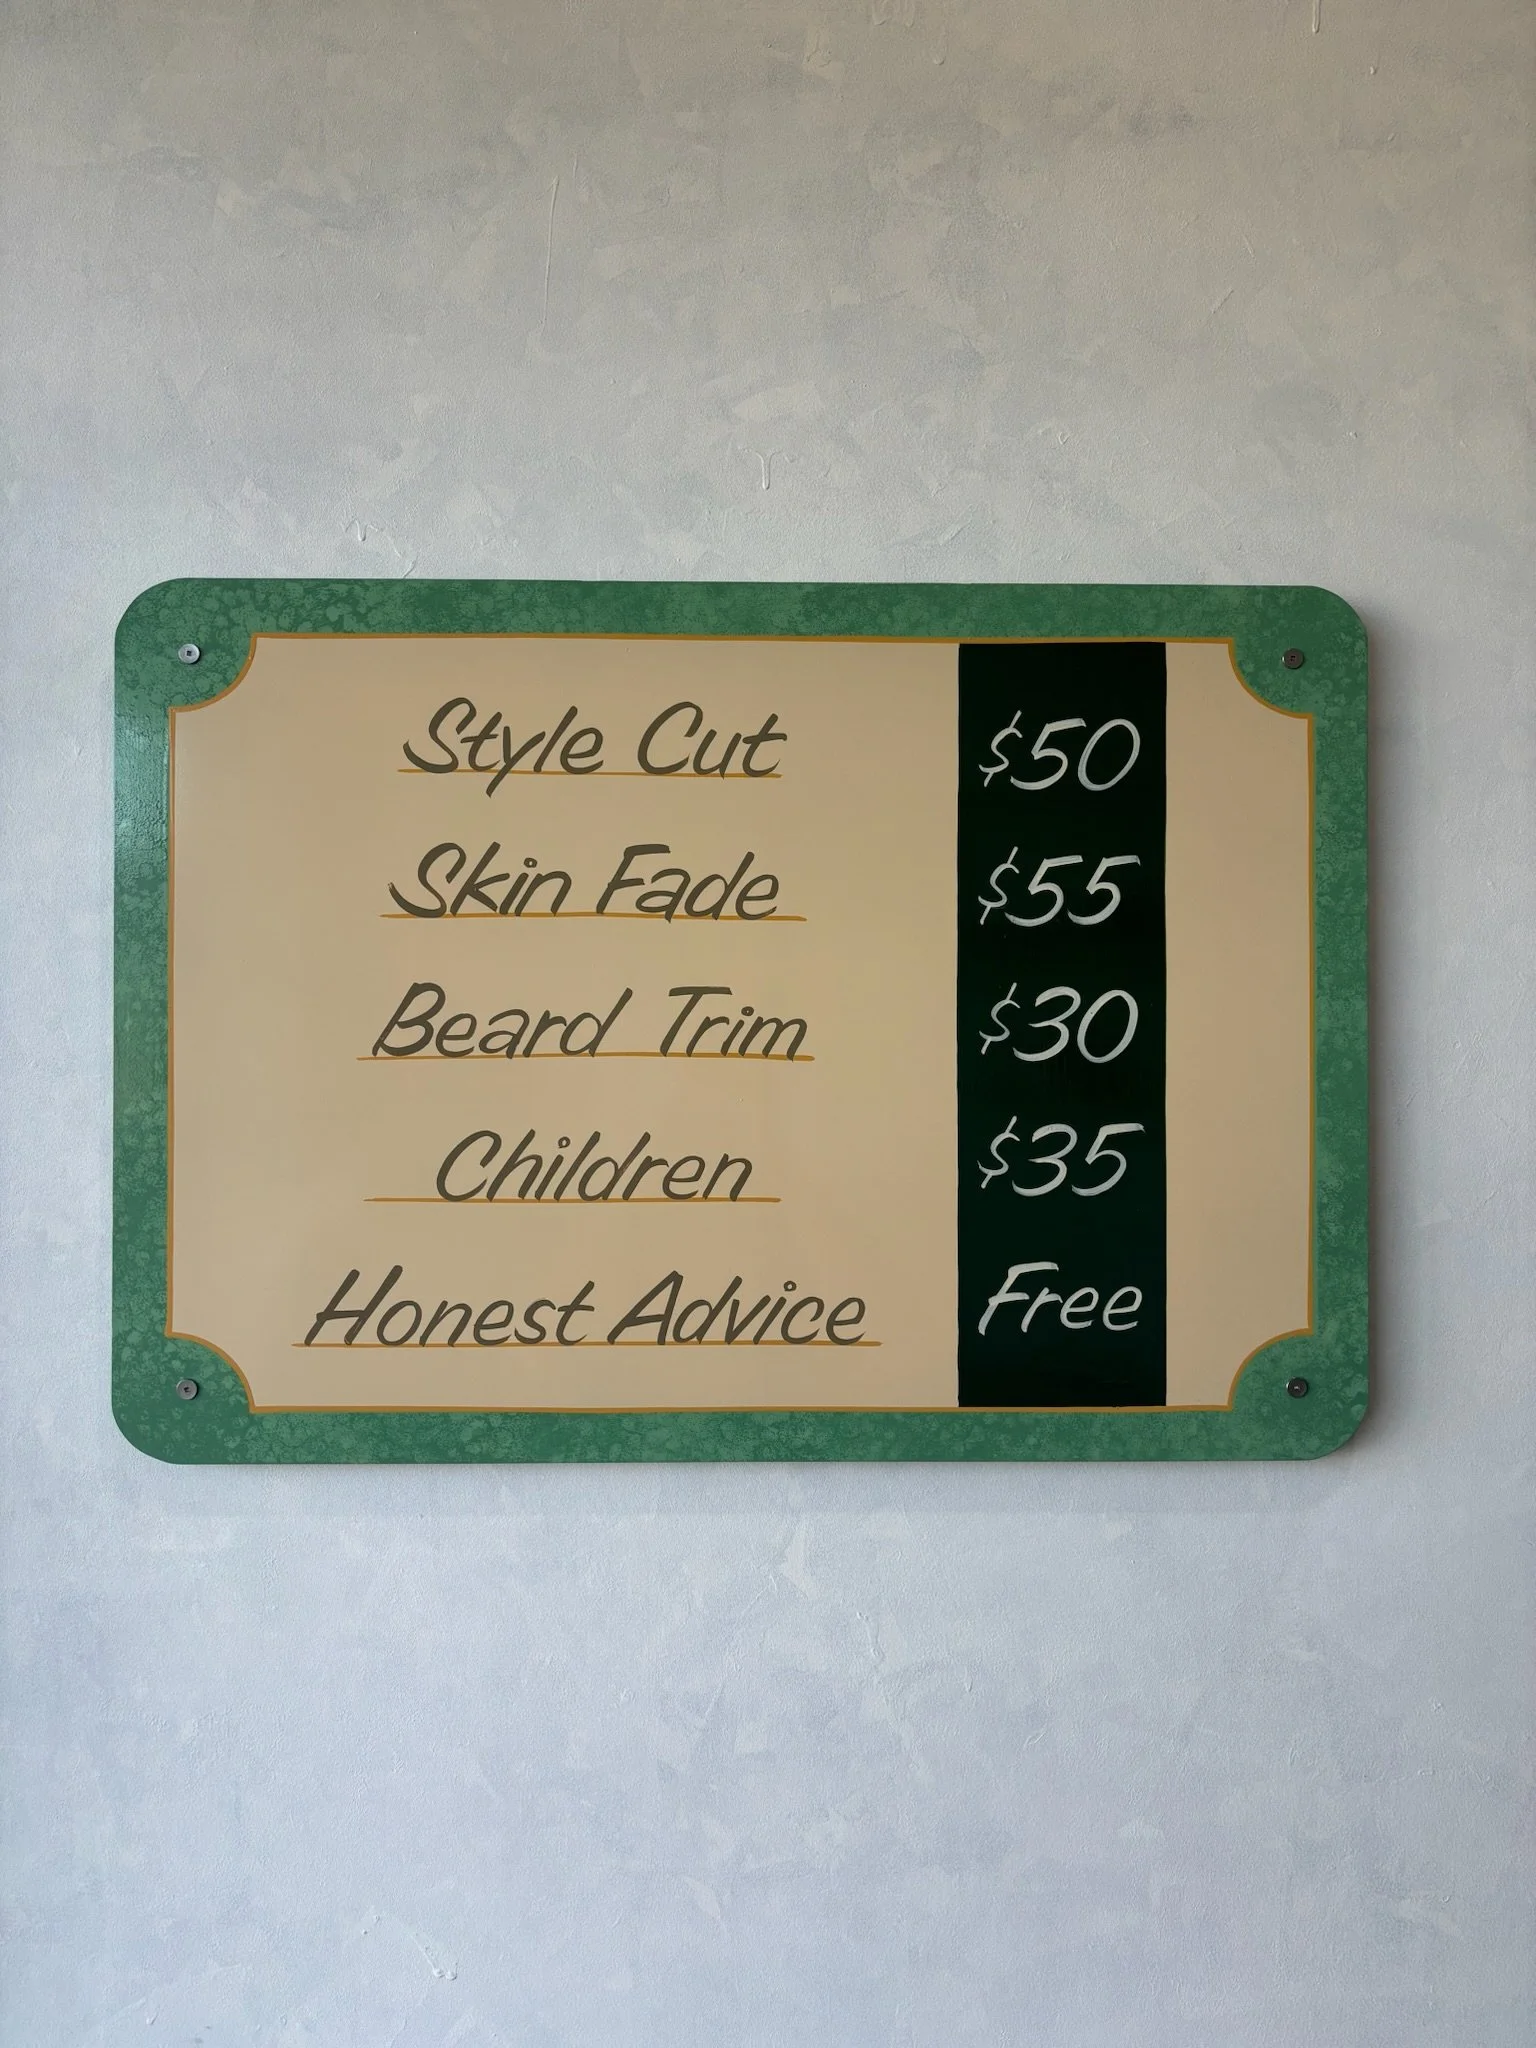 Style Cut $50
Skin Fade $55
Beard Trim $30
Children $35
Honest Advice Free